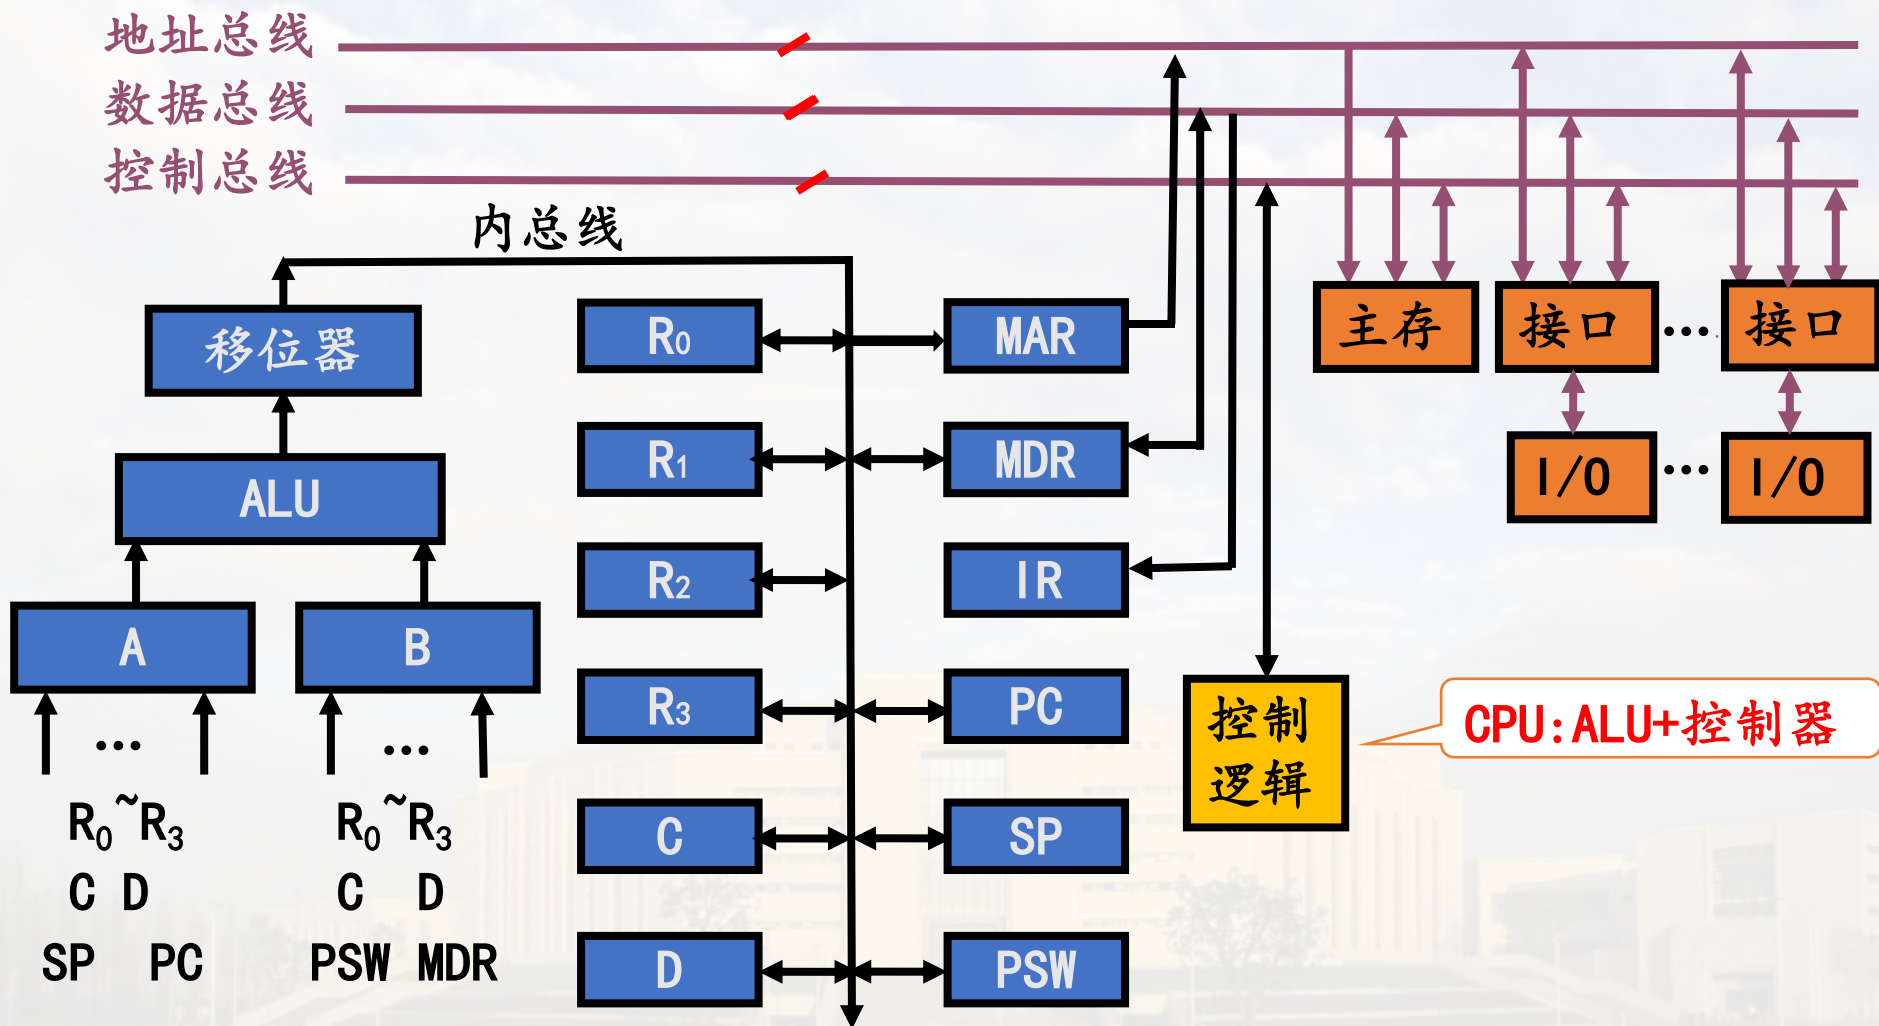 地址总线
数据总线
控制总线
内总线
移位器
R0
MAR
主存
接口
...
接口
ALU
R1
MDR
I/O
...
I/O
A
B
R2
IR
...
...
R3
PC
控制
逻辑
CPU:ALU+控制器
R0~R3
R0~R3
C
SP
C D
C D
SP PC
PSW MDR
D
PSW